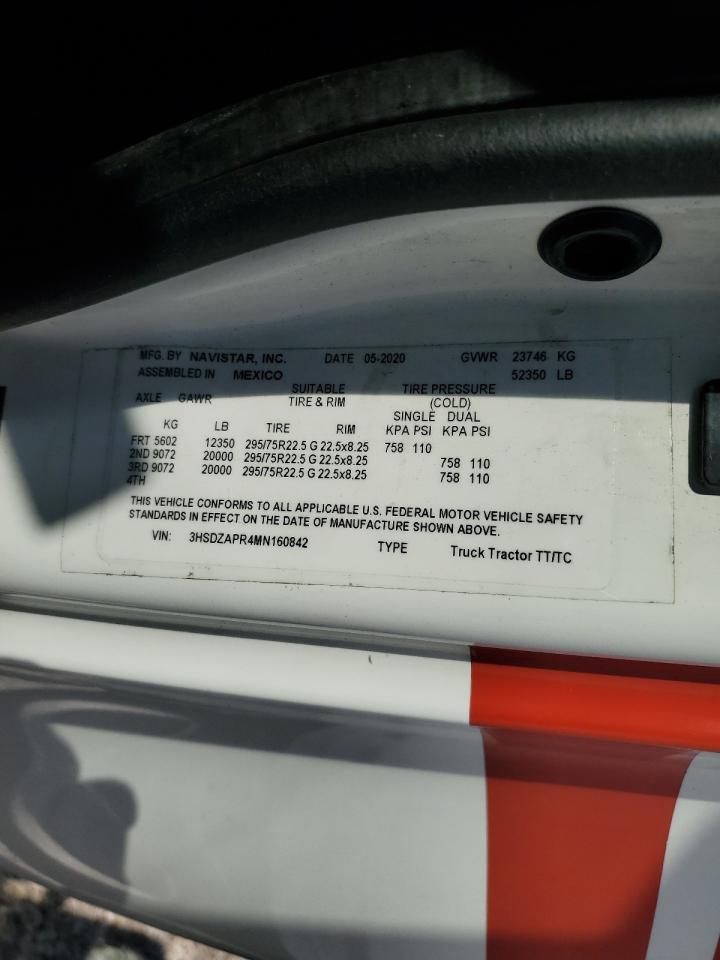 MFG. BY NAVISTAR, INC. DATE 05-2020 GVWR 23746 KG
ASSEMBLED IN MEXICO 52350 LB
AXLE GAWR SUITABLE TIRE & RIM TIRE PRESSURE (COLD)
SINGLE DUAL
KG LB TIRE RIM KPA PSI KPA PSI
FRT 5602 12350 295/75R22.5 G 22.5x8.25 758 110
2ND 9072 20000 295/75R22.5 G 22.5x8.25 758 110
3RD 9072 20000 295/75R22.5 G 22.5x8.25 758 110
4TH
THIS VEHICLE CONFORMS TO ALL APPLICABLE U.S. FEDERAL MOTOR VEHICLE SAFETY
STANDARDS IN EFFECT ON THE DATE OF MANUFACTURE SHOWN ABOVE.
VIN: 3HSDZAPR4MN160842 TYPE Truck Tractor TT/TC